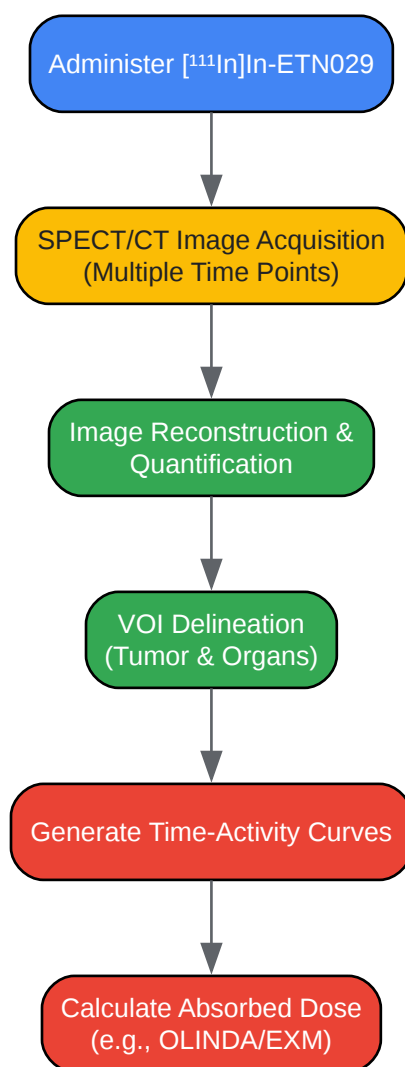 Administer [¹¹¹In]In-ETN029
SPECT/CT Image Acquisition
(Multiple Time Points)
Image Reconstruction &
Quantification
VOI Delineation
(Tumor & Organs)
Generate Time-Activity Curves
Calculate Absorbed Dose
(e.g., OLINDA/EXM)